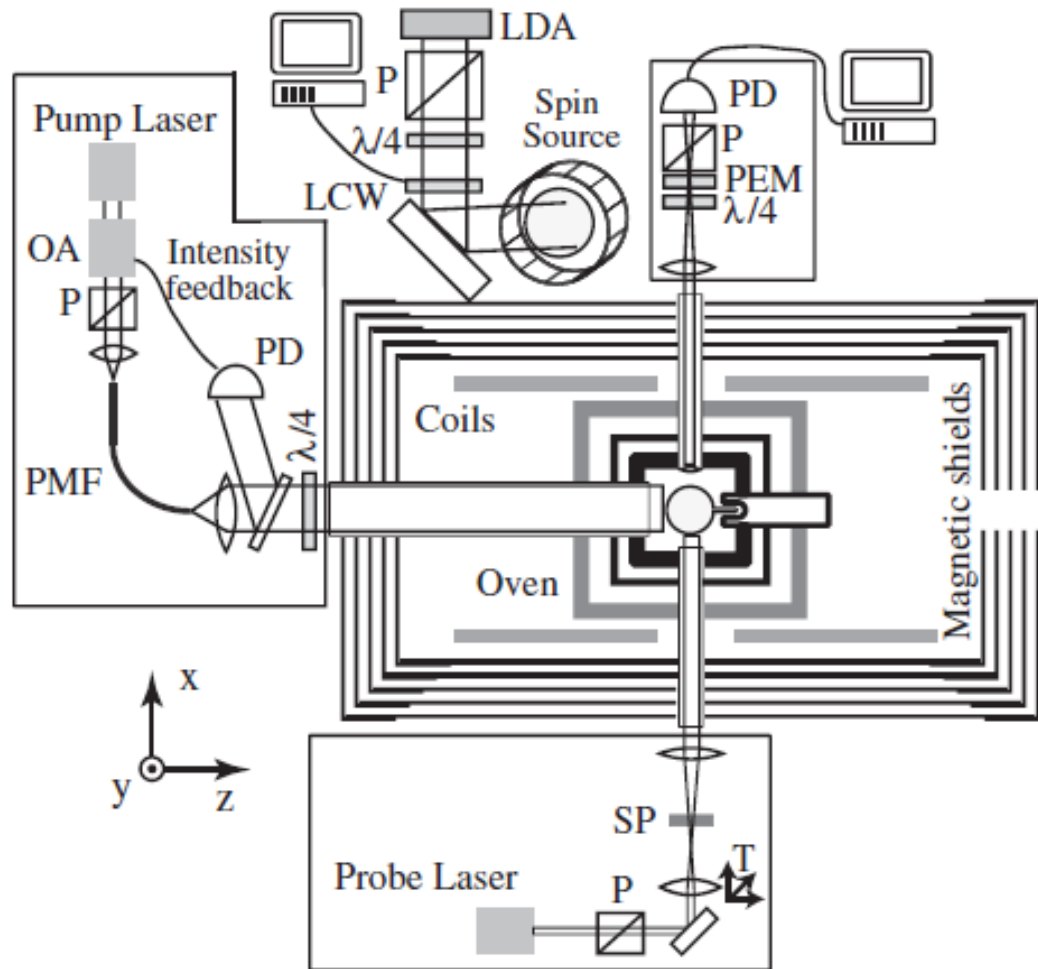 LDA
P
λ/4
LCW
Spin
Source
PD
P
PEM
λ/4
Pump Laser
OA
P
Intensity
feedback
PD
λ/4
PMF
Coils
Oven
Magnetic shields
x
y
z
SP
T
Probe Laser
P